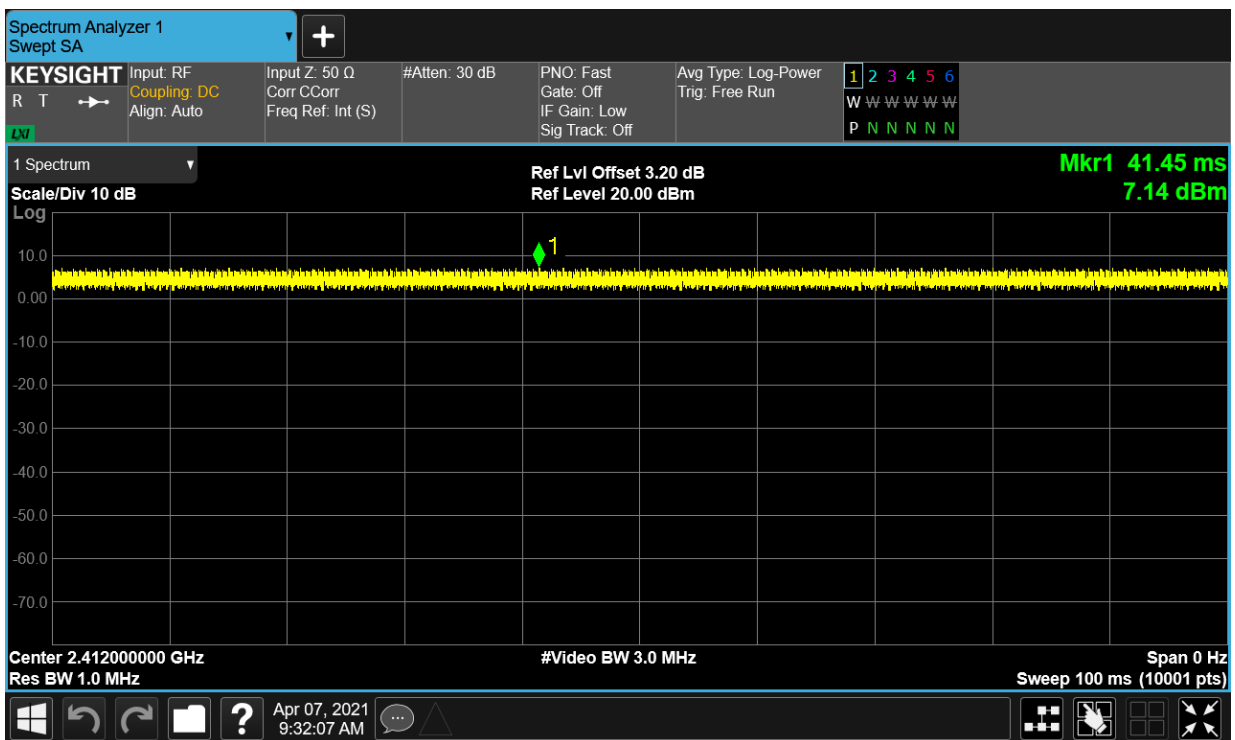 Spectrum Analyzer 1
Swept SA
KEYSIGHT
R T
LXI
Input: RF
Coupling: DC
Align: Auto
Input Z: 50 Ω
Corr CCorr
Freq Ref: Int (S)
#Atten: 30 dB
PNO: Fast
Gate: Off
IF Gain: Low
Sig Track: Off
Avg Type: Log-Power
Trig: Free Run
1 2 3 4 5 6
W W W W W W
P N N N N N
1 Spectrum
Scale/Div 10 dB
Log
Ref Lvl Offset 3.20 dB
Ref Level 20.00 dBm
Mkr1 41.45 ms
7.14 dBm
1
10.0
0.00
-10.0
-20.0
-30.0
-40.0
-50.0
-60.0
-70.0
Center 2.412000000 GHz
Res BW 1.0 MHz
#Video BW 3.0 MHz
Span 0 Hz
Sweep 100 ms (10001 pts)
?
Apr 07, 2021
9:32:07 AM